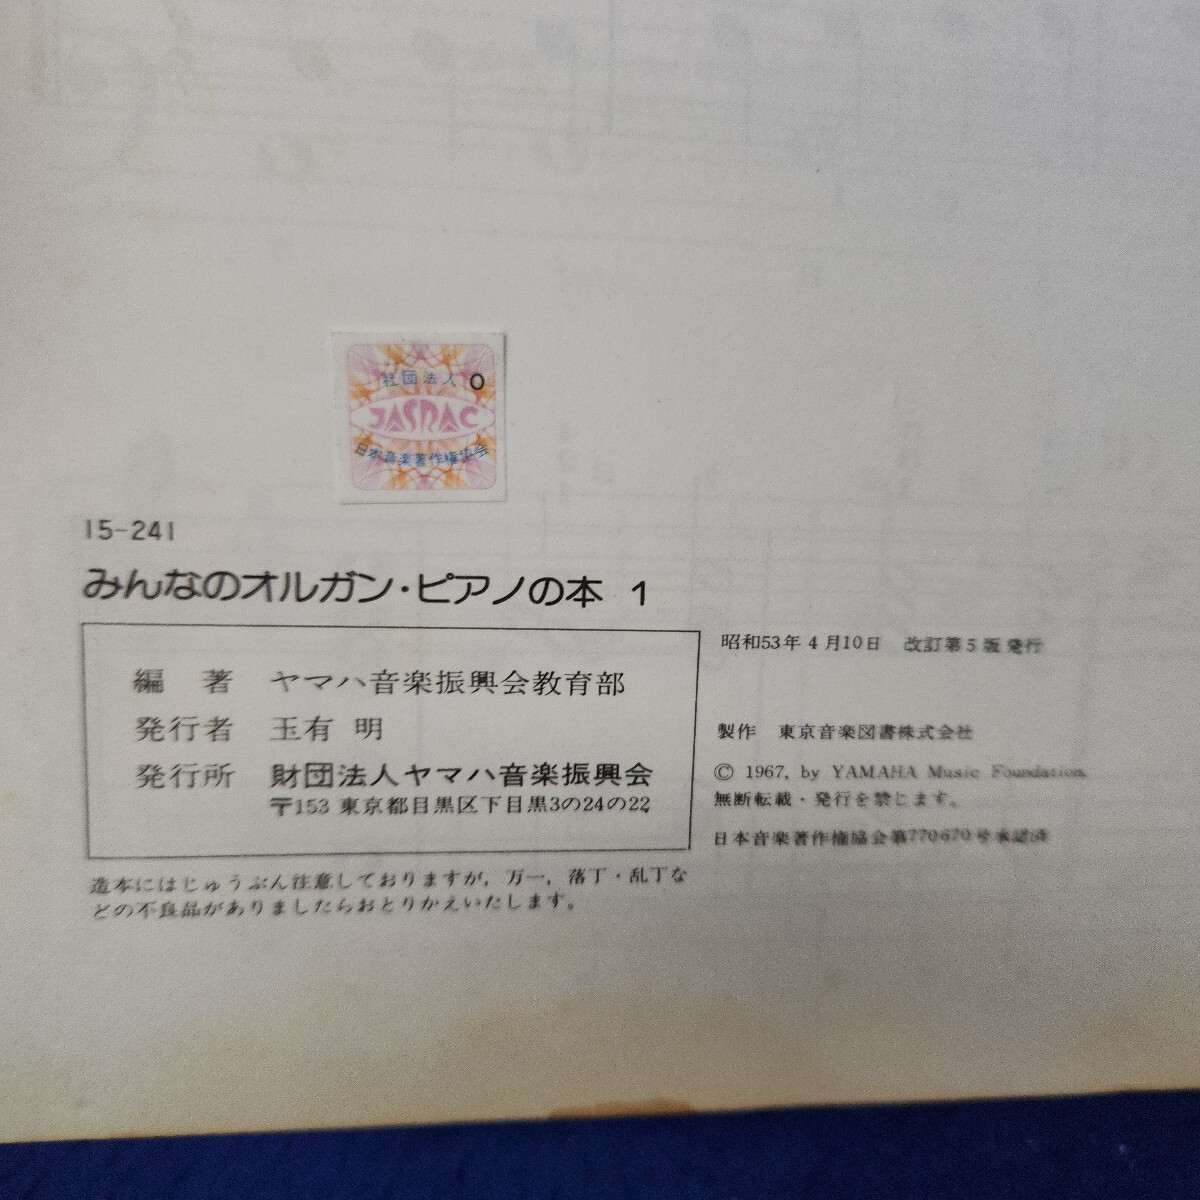 社団法人 O
JASRAC
日本音楽著作権協会
15-241
みんなのオルガン・ピアノの本 1
編 著 ヤマハ音楽振興会教育部
発行者 玉有 明
発行所 財団法人ヤマハ音楽振興会
〒153 東京都目黒区下目黒3の24の22
造本にはじゅうぶん注意しておりますが, 万一, 落丁・乱丁な
どの不良品がありましたらおとりかえいたします。
昭和53年4月10日 改訂第5版発行
製作 東京音楽図書株式会社
© 1967, by YAMAHA Music Foundation.
無断転載・発行を禁じます。
日本音楽著作権協会第770670号承認済